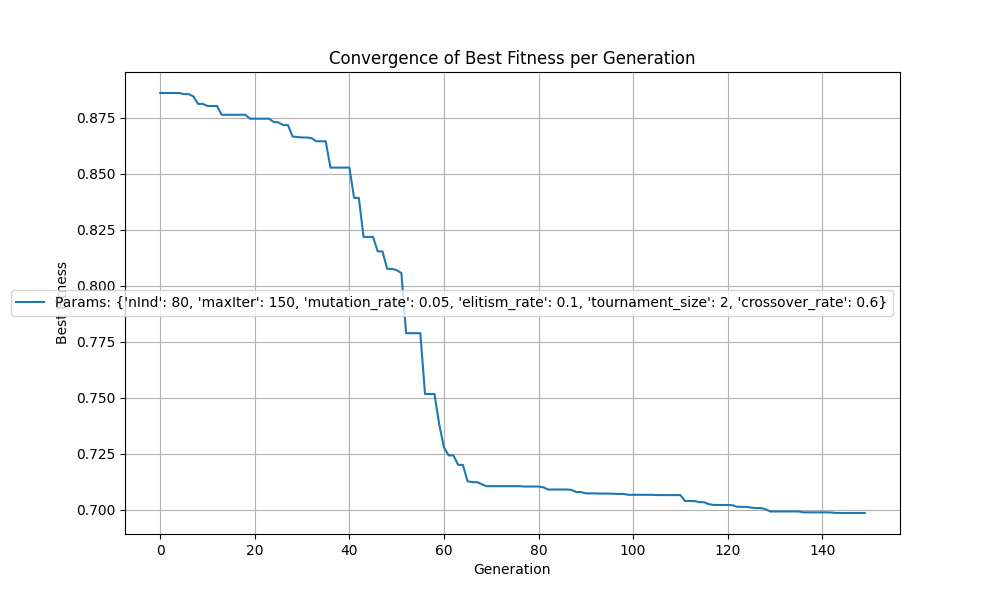 Convergence of Best Fitness per Generation
0.875
0.850
0.825
0.800
Best
ness
Params: {'nInd': 80, 'maxIter': 150, 'mutation_rate': 0.05, 'elitism_rate': 0.1, 'tournament_size': 2, 'crossover_rate': 0.6}
0.775
0.750
0.725
0.700
0 20 40 60 80 100 120 140
Generation